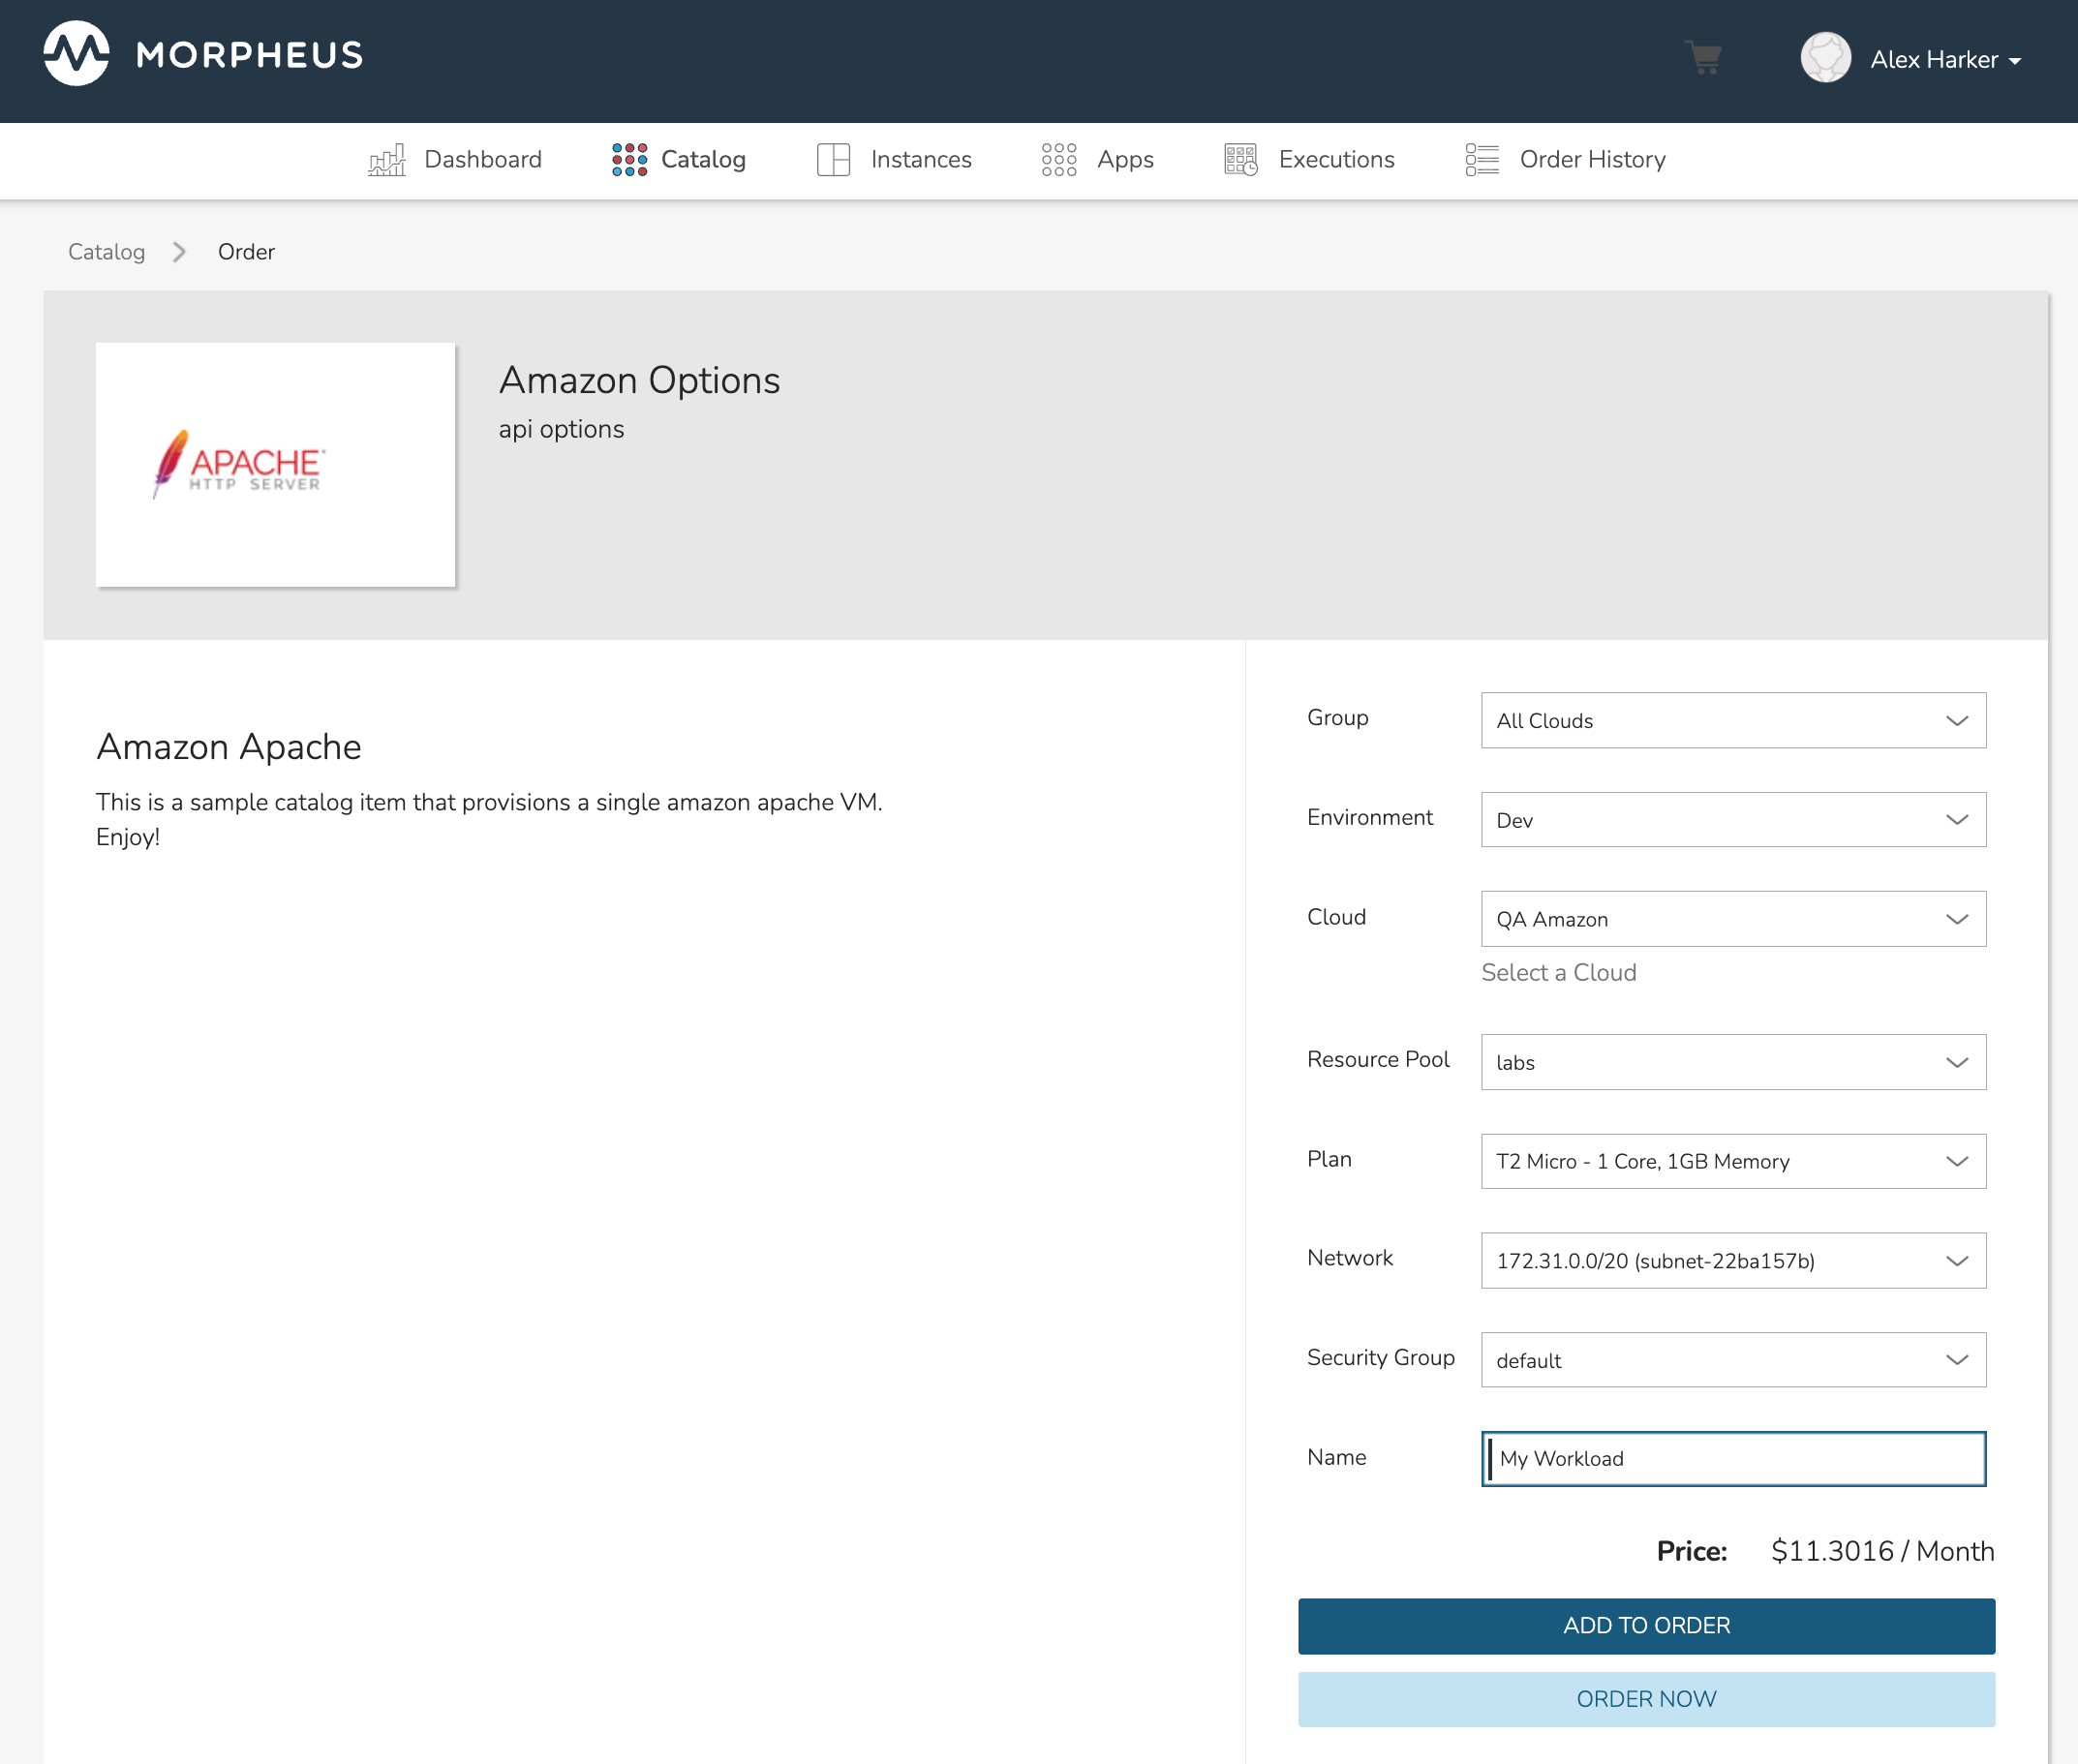 MORPHEUS
Alex Harker
Dashboard
Catalog
Instances
Apps
Executions
Order History
Catalog
Order
APACHE
HTTP SERVER
Amazon Options
api options
Amazon Apache
This is a sample catalog item that provisions a single amazon apache VM.
Enjoy!
Group
All Clouds
Environment
Dev
Cloud
QA Amazon
Select a Cloud
Resource Pool
labs
Plan
T2 Micro - 1 Core, 1GB Memory
Network
172.31.0.0/20 (subnet-22ba157b)
Security Group
default
Name
My Workload
Price: $11.3016 / Month
ADD TO ORDER
ORDER NOW